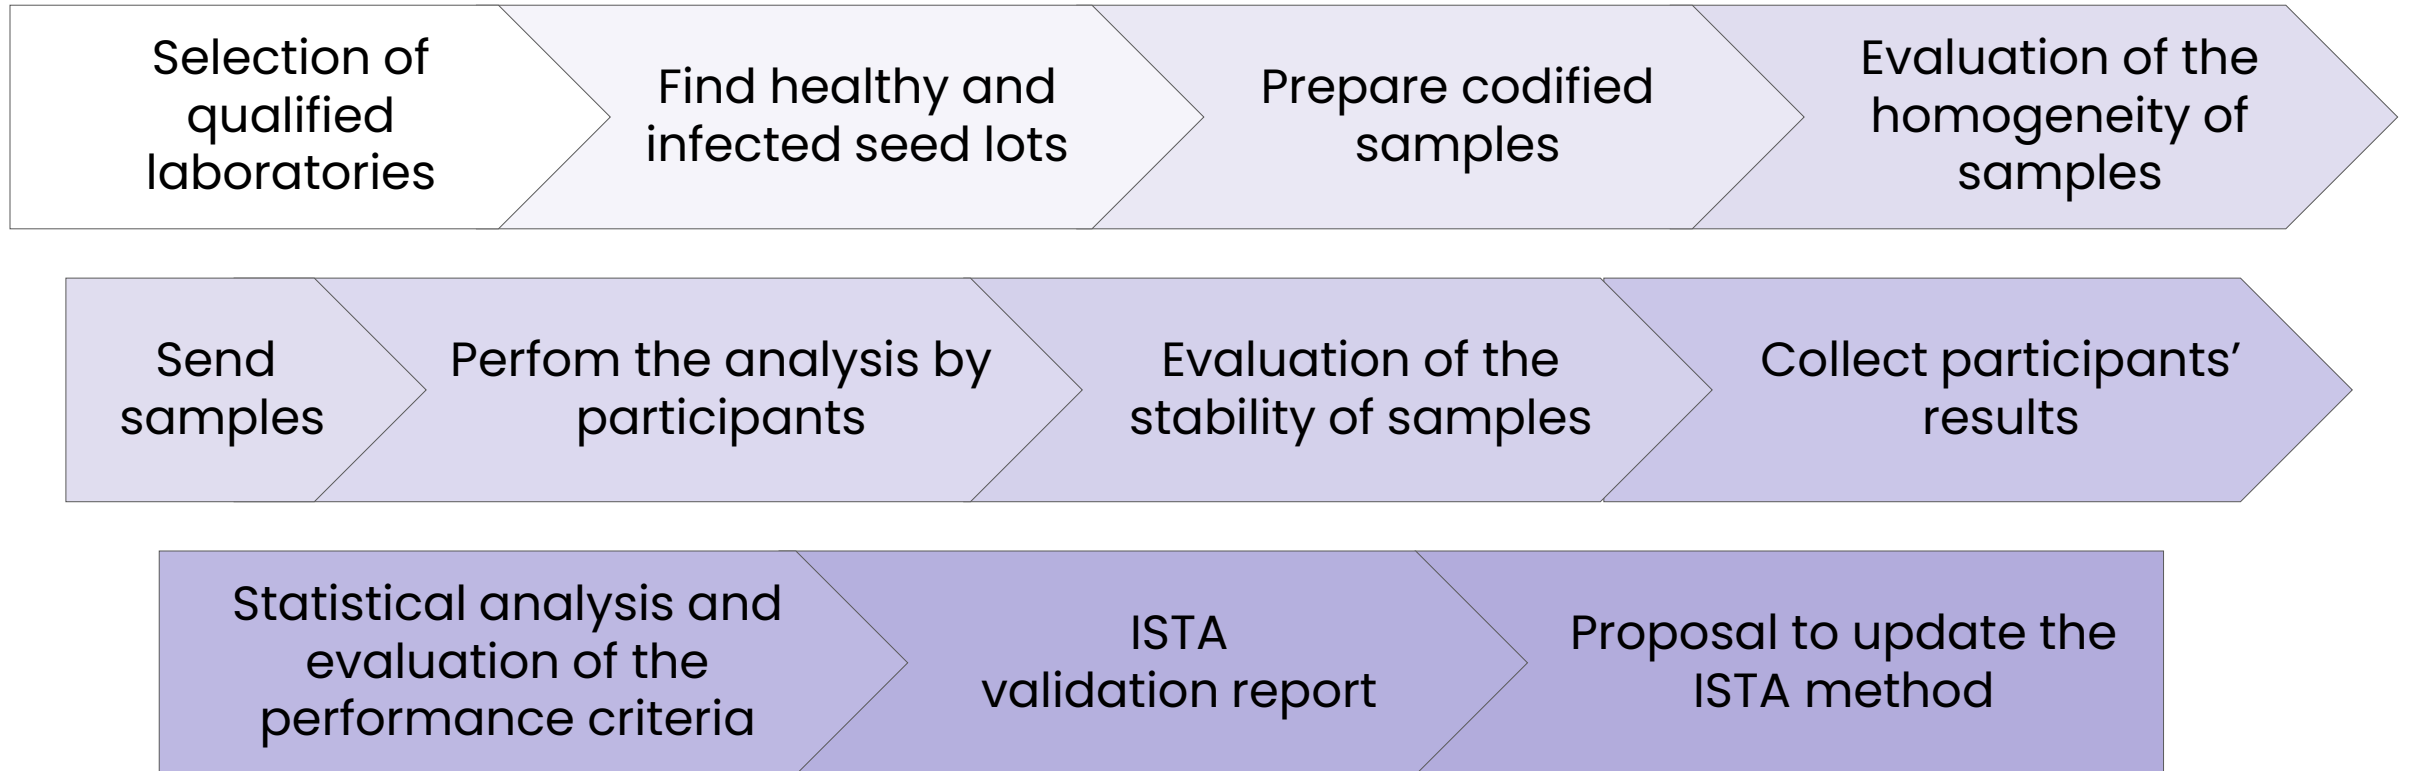 Selection of
qualified
laboratories
Find healthy and
infected seed lots
Prepare codified
samples
Evaluation of the
homogeneity of
samples
Send
samples
Perfom the analysis by
participants
Evaluation of the
stability of samples
Collect participants’
results
Statistical analysis and
evaluation of the
performance criteria
ISTA
validation report
Proposal to update the
ISTA method